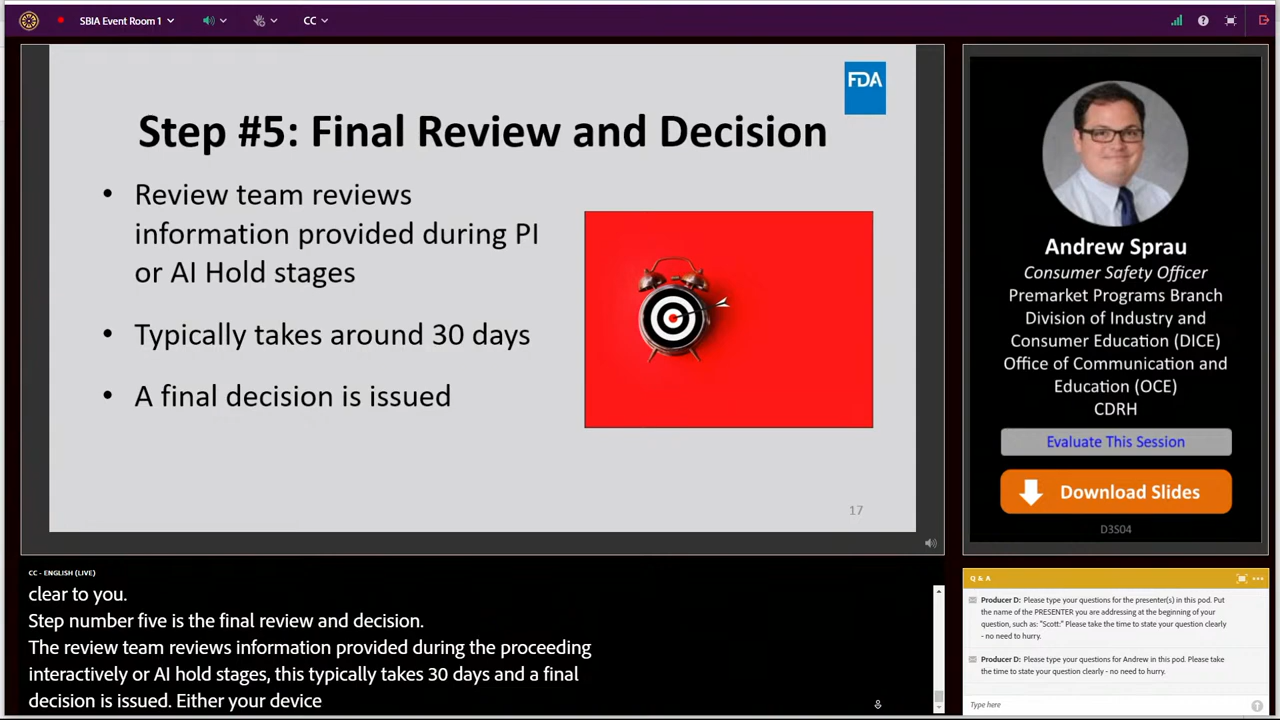 SBIA Event Room 1
CC
FDA
Step #5: Final Review and Decision
• Review team reviews
information provided during PI
or AI Hold stages
• Typically takes around 30 days
• A final decision is issued
17
Andrew Sprau
Consumer Safety Officer
Premarket Programs Branch
Division of Industry and
Consumer Education (DICE)
Office of Communication and
Education (OCE)
CDRH
Evaluate This Session
Download Slides
D3S04
CC - ENGLISH (LIVE)
clear to you.
Step number five is the final review and decision.
The review team reviews information provided during the proceeding
interactively or AI hold stages, this typically takes 30 days and a final
decision is issued. Either your device
Q & A
Producer D: Please type your questions for the presenter(s) in this pod. Put
the name of the PRESENTER you are addressing at the beginning of your
question, such as: "Scott:" Please take the time to state your question clearly
- no need to hurry.
Producer D: Please type your questions for Andrew in this pod. Please take
the time to state your question clearly - no need to hurry.
Type here